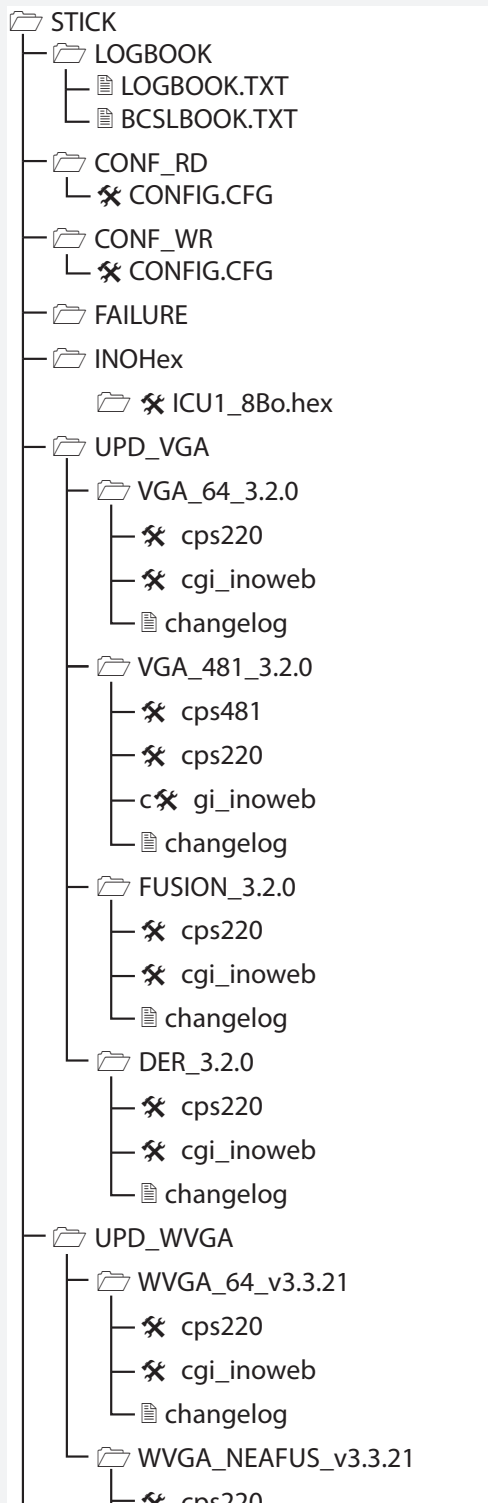 STICK
LOGBOOK
LOGBOOK.TXT
BCSLBOOK.TXT
CONF_RD
CONFIG.CFG
CONF_WR
CONFIG.CFG
FAILURE
INOHex
ICU1_8Bo.hex
UPD_VGA
VGA_64_3.2.0
cps220
cgi_inoweb
changelog
VGA_481_3.2.0
cps481
cps220
c gi_inoweb
changelog
FUSION_3.2.0
cps220
cgi_inoweb
changelog
DER_3.2.0
cps220
cgi_inoweb
changelog
UPD_WVGA
WVGA_64_v3.3.21
cps220
cgi_inoweb
changelog
WVGA_NEAFUS_v3.3.21
cps220